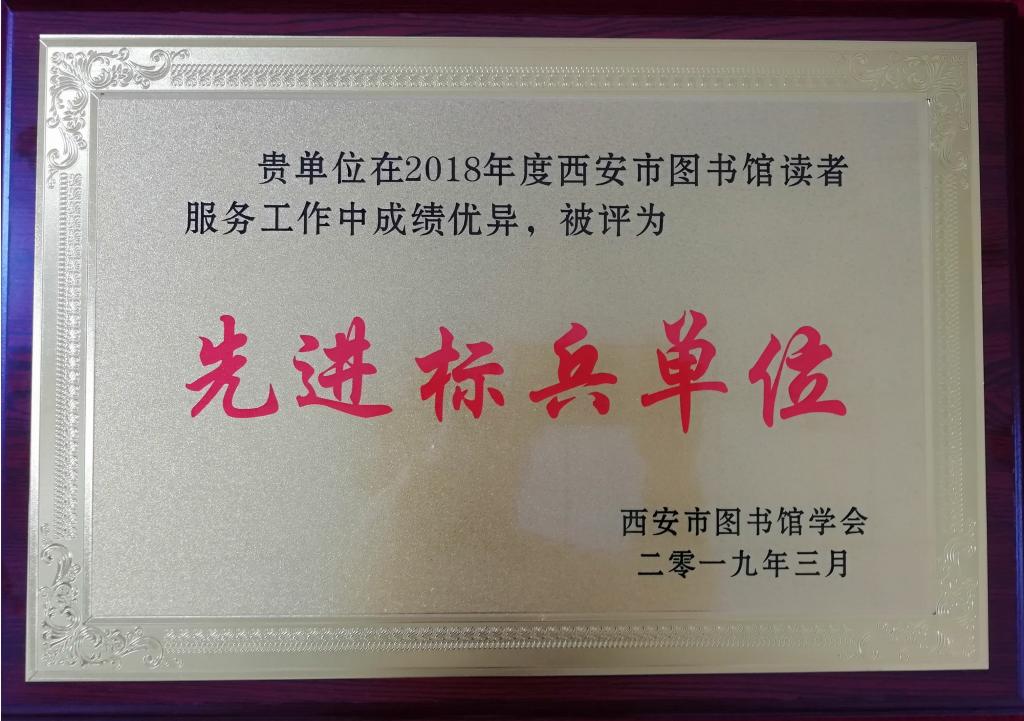 贵单位在2018年度西安市图书馆读者
服务工作中成绩优异，被评为
先进标兵单位
西安市图书馆学会
二零一九年三月